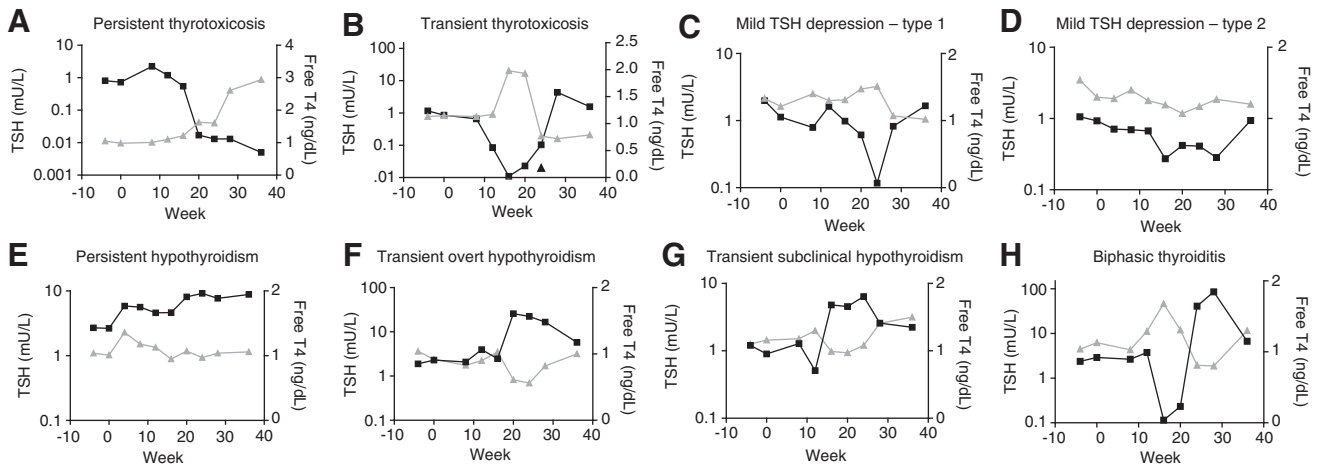 A Persistent thyrotoxicosis
10
1
0.1
0.01
0.001
TSH (mU/L)
4
3
2
1
0
Free T4 (ng/dL)
-10 0 10 20 30 40
Week
B Transient thyrotoxicosis
100
10
1
0.1
.01
TSH (mU/L)
2.5
2.0
1.5
1.0
0.5
0.0
Free T4 (ng/dL)
-10 0 10 20 30 40
Week
C Mild TSH depression – type 1
10
1
0.1
TSH (mU/L)
2
1
0
Free T4 (ng/dL)
-10 0 10 20 30 40
Week
D Mild TSH depression – type 2
10
1
0.1
TSH (mU/L)
2
1
0
Free T4 (ng/dL)
-10 0 10 20 30 40
Week
E Persistent hypothyroidism
10
1
0.1
TSH (mU/L)
2
1
0
Free T4 (ng/dL)
-10 0 10 20 30 40
Week
F Transient overt hypothyroidism
100
10
1
0.1
TSH (mU/L)
2
1
0
Free T4 (ng/dL)
-10 0 10 20 30 40
Week
G Transient subclinical hypothyroidism
10
1
0.1
TSH (mU/L)
2
1
0
Free T4 (ng/dL)
-10 0 10 20 30 40
Week
H Biphasic thyroiditis
100
10
1
0.1
TSH (mU/L)
2
1
0
Free T4 (ng/dL)
-10 0 10 20 30 40
Week